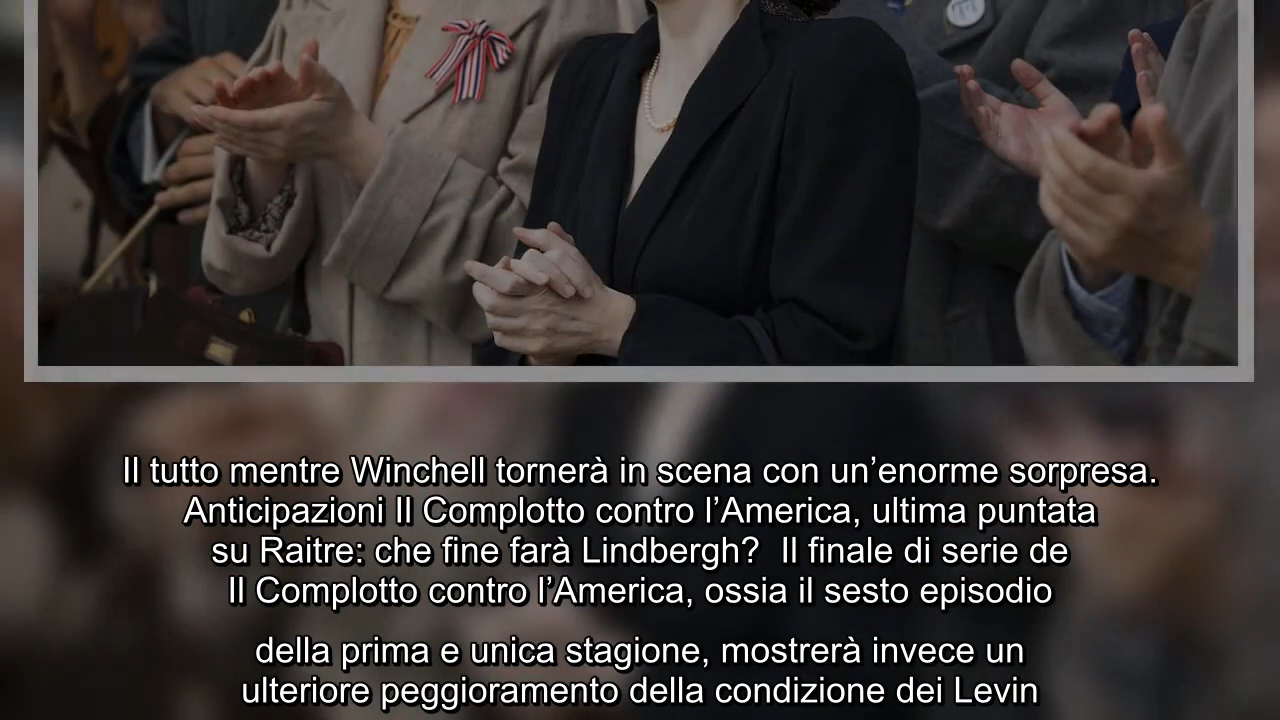 Il tutto mentre Winchell tornerà in scena con un’enorme sorpresa.
Anticipazioni Il Complotto contro l’America, ultima puntata
su Raitre: che fine farà Lindbergh?  Il finale di serie de
Il Complotto contro l’America, ossia il sesto episodio
della prima e unica stagione, mostrerà invece un
ulteriore peggioramento della condizione dei Levin